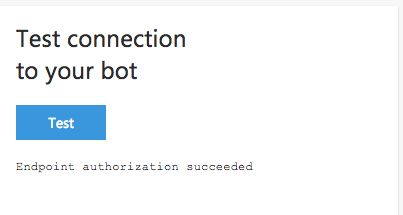 Test connection
to your bot
Test
Endpoint authorization succeeded